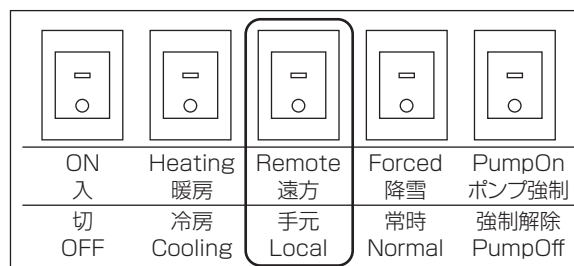 ON Heating Remote Forced PumpOn
入 暖房 遠方 降雪 ポンプ強制
切 冷房 手元 常時 強制解除
OFF Cooling Local Normal PumpOff